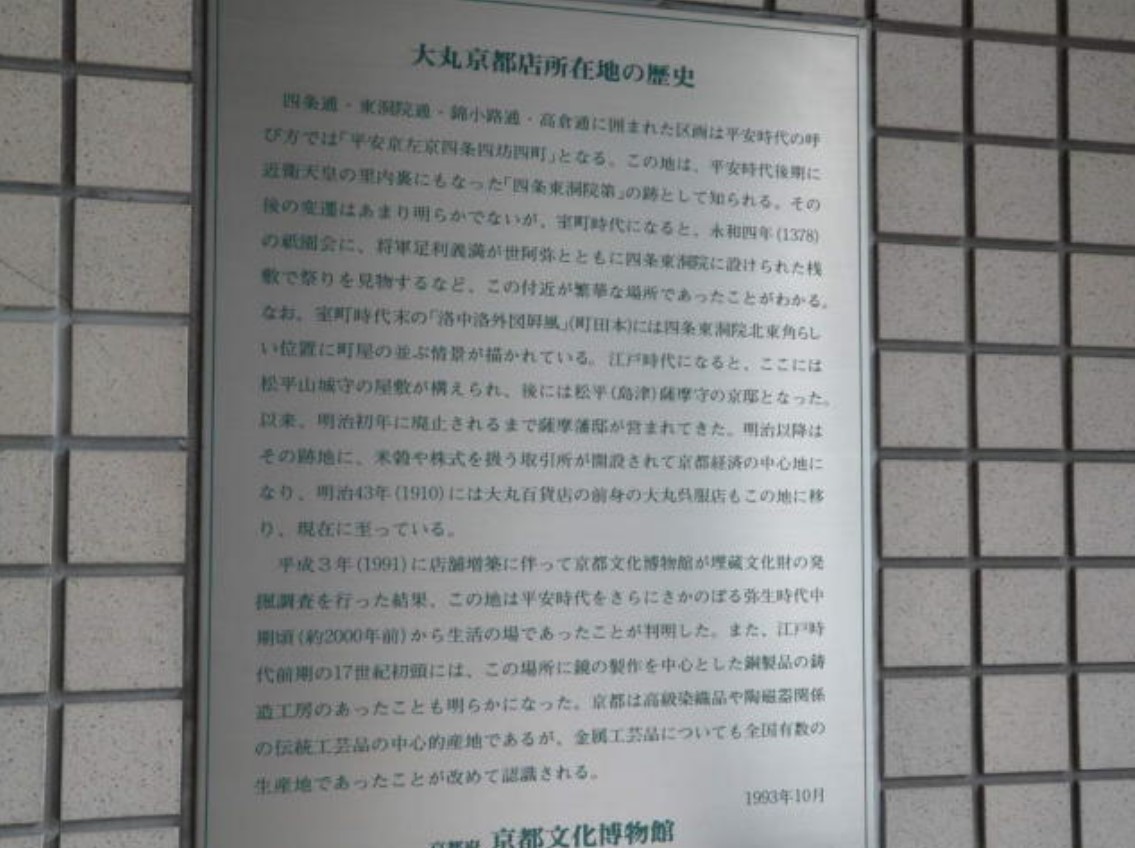 大丸京都店所在地の歴史
四条通・東洞院通・錦小路通・高倉通に囲まれた区画は平安時代の呼
び方では「平安京左京四条四坊四町」となる。この地は、平安時代後期に
近衛天皇の里内裏にもなった「四条東洞院第」の跡として知られる。その
後の変遷はあまり明らかでないが、室町時代になると、永和四年(1378)
の祇園会に、将軍足利義満が世阿弥とともに四条東洞院に設けられた桟
敷で祭りを見物するなど、この付近が繁華な場所であったことがわかる。
なお、室町時代末の「洛中洛外図屏風」(町田本)には四条東洞院北東角らし
い位置に町屋の並ぶ情景が描かれている。江戸時代になると、ここには
松平山城守の屋敷が構えられ、後には松平(島津)薩摩守の京邸となった。
以来、明治初年に廃止されるまで薩摩藩邸が営まれてきた。明治以降は
その跡地に、米穀や株式を扱う取引所が開設されて京都経済の中心地に
なり、明治43年(1910)には大丸百貨店の前身の大丸呉服店もこの地に移
り、現在に至っている。
平成３年(1991)に店舗増築に伴って京都文化博物館が埋蔵文化財の発
掘調査を行った結果、この地は平安時代をさらにさかのぼる弥生時代中
期頃(約2000年前)から生活の場であったことが判明した。また、江戸時
代前期の17世紀初頭には、この場所に鏡の製作を中心とした銅製品の鋳
造工房のあったことも明らかになった。京都は高級染織品や陶磁器関係
の伝統工芸品の中心的産地であるが、金属工芸品についても全国有数の
生産地であったことが改めて認識される。
1993年10月
京都府 京都文化博物館